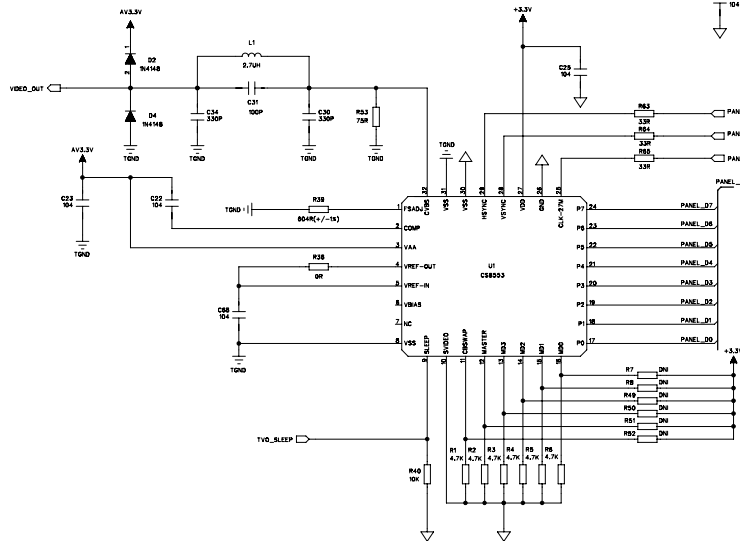 104
+3.3V
AV3.3V
D2
1N4148
L1
2.7UH
VIDEO_OUT
C31
100P
C34
330P
C30
330P
R53
75R
D4
1N4148
C25
104
R63
33R
PAN
R64
33R
PAN
R65
33R
PAN
TGND
TGND
TGND
TGND
TGND
AV3.3V
C23
104
C22
104
TGND
TGND
R39
604R(+/-1%)
32 31 30 29 28 27 26 25
CVBS VSS VSS HSYNC VSYNC VDD GND CLK-27M
1 FSADJ
2 COMP
3 VAA
4 VREF-OUT
5 VREF-IN
6 VBIAS
7 NC
8 VSS
U1
CS8553
P7 24 PANEL_D7
P6 23 PANEL_D6
P5 22 PANEL_D5
P4 21 PANEL_D4
P3 20 PANEL_D3
P2 19 PANEL_D2
P1 18 PANEL_D1
P0 17 PANEL_D0
PANEL_
R38
0R
C68
104
TGND
SLEEP SVIDEO CBSWAP MASTER MD3 MD2 MD1 MD0
9 10 11 12 13 14 15 16
+3.3V
R7 DNI
R8 DNI
R49 DNI
R50 DNI
R51 DNI
R52 DNI
TVO_SLEEP
R40
10K
R1 R2 R3 R4 R5 R6
4.7K 4.7K 4.7K 4.7K 4.7K 4.7K